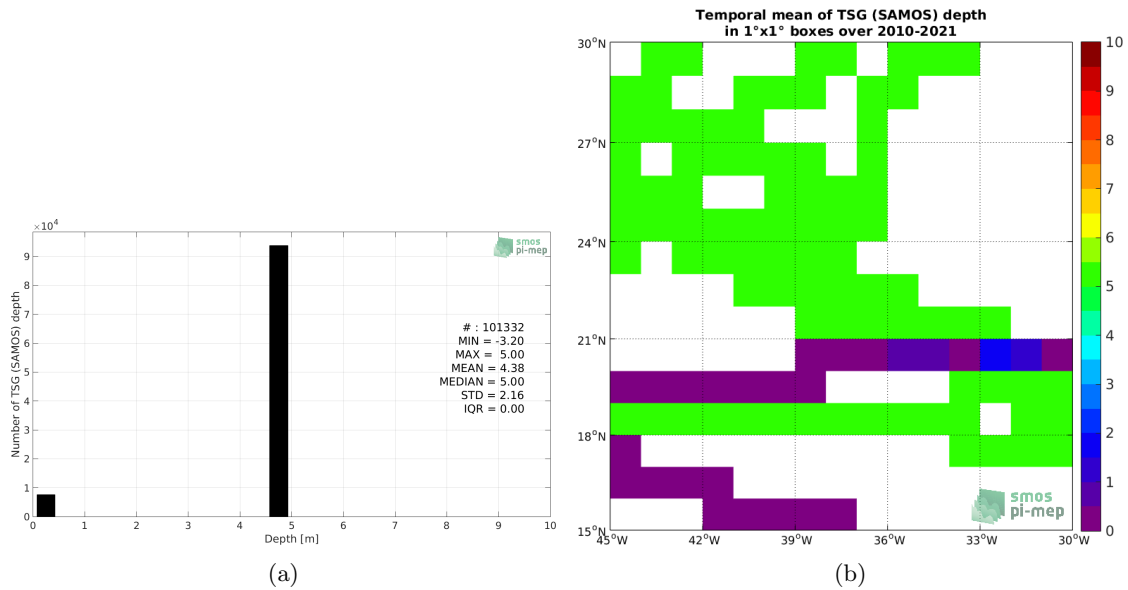 ×10⁴
9
8
7
6
5
4
3
2
1
0
Number of TSG (SAMOS) depth
0 1 2 3 4 5 6 7 8 9 10
Depth [m]
smos
pi-mep
# : 101332
MIN = -3.20
MAX = 5.00
MEAN = 4.38
MEDIAN = 5.00
STD = 2.16
IQR = 0.00
(a)
Temporal mean of TSG (SAMOS) depth
in 1°x1° boxes over 2010-2021
30°N
27°N
24°N
21°N
18°N
15°N
45°W 42°W 39°W 36°W 33°W 30°W
smos
pi-mep
10
9
8
7
6
5
4
3
2
1
0
(b)